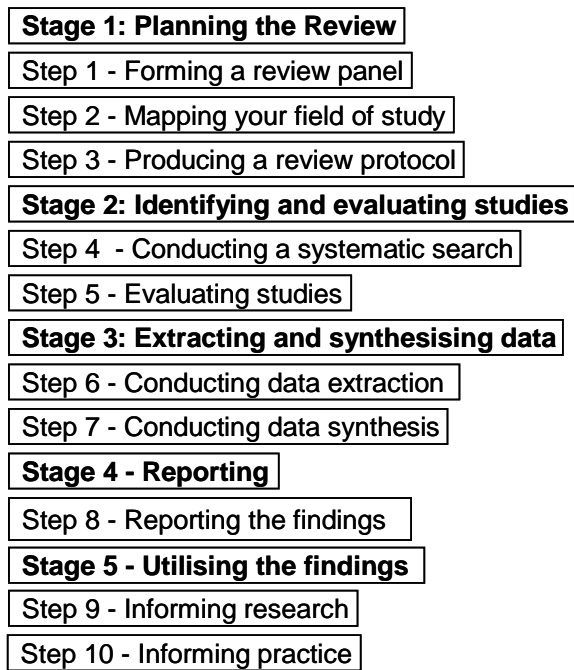 Stage 1: Planning the Review
Step 1 - Forming a review panel
Step 2 - Mapping your field of study
Step 3 - Producing a review protocol
Stage 2: Identifying and evaluating studies
Step 4 - Conducting a systematic search
Step 5 - Evaluating studies
Stage 3: Extracting and synthesising data
Step 6 - Conducting data extraction
Step 7 - Conducting data synthesis
Stage 4 - Reporting
Step 8 - Reporting the findings
Stage 5 - Utilising the findings
Step 9 - Informing research
Step 10 - Informing practice